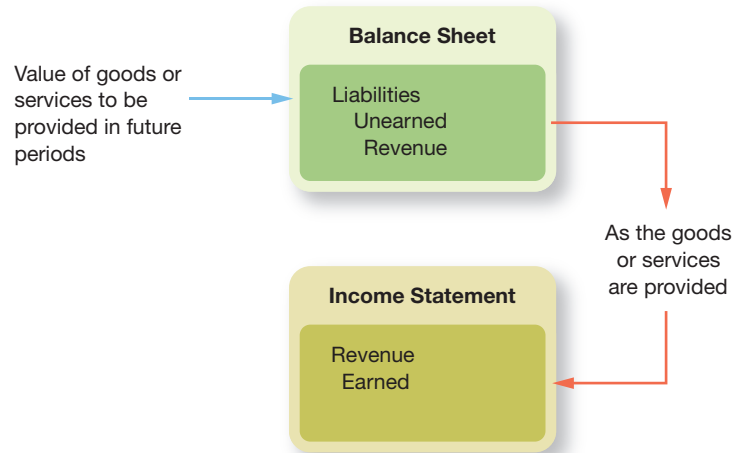 Balance Sheet
Value of goods or
services to be
provided in future
periods
Liabilities
Unearned
Revenue
As the goods
or services
are provided
Income Statement
Revenue
Earned